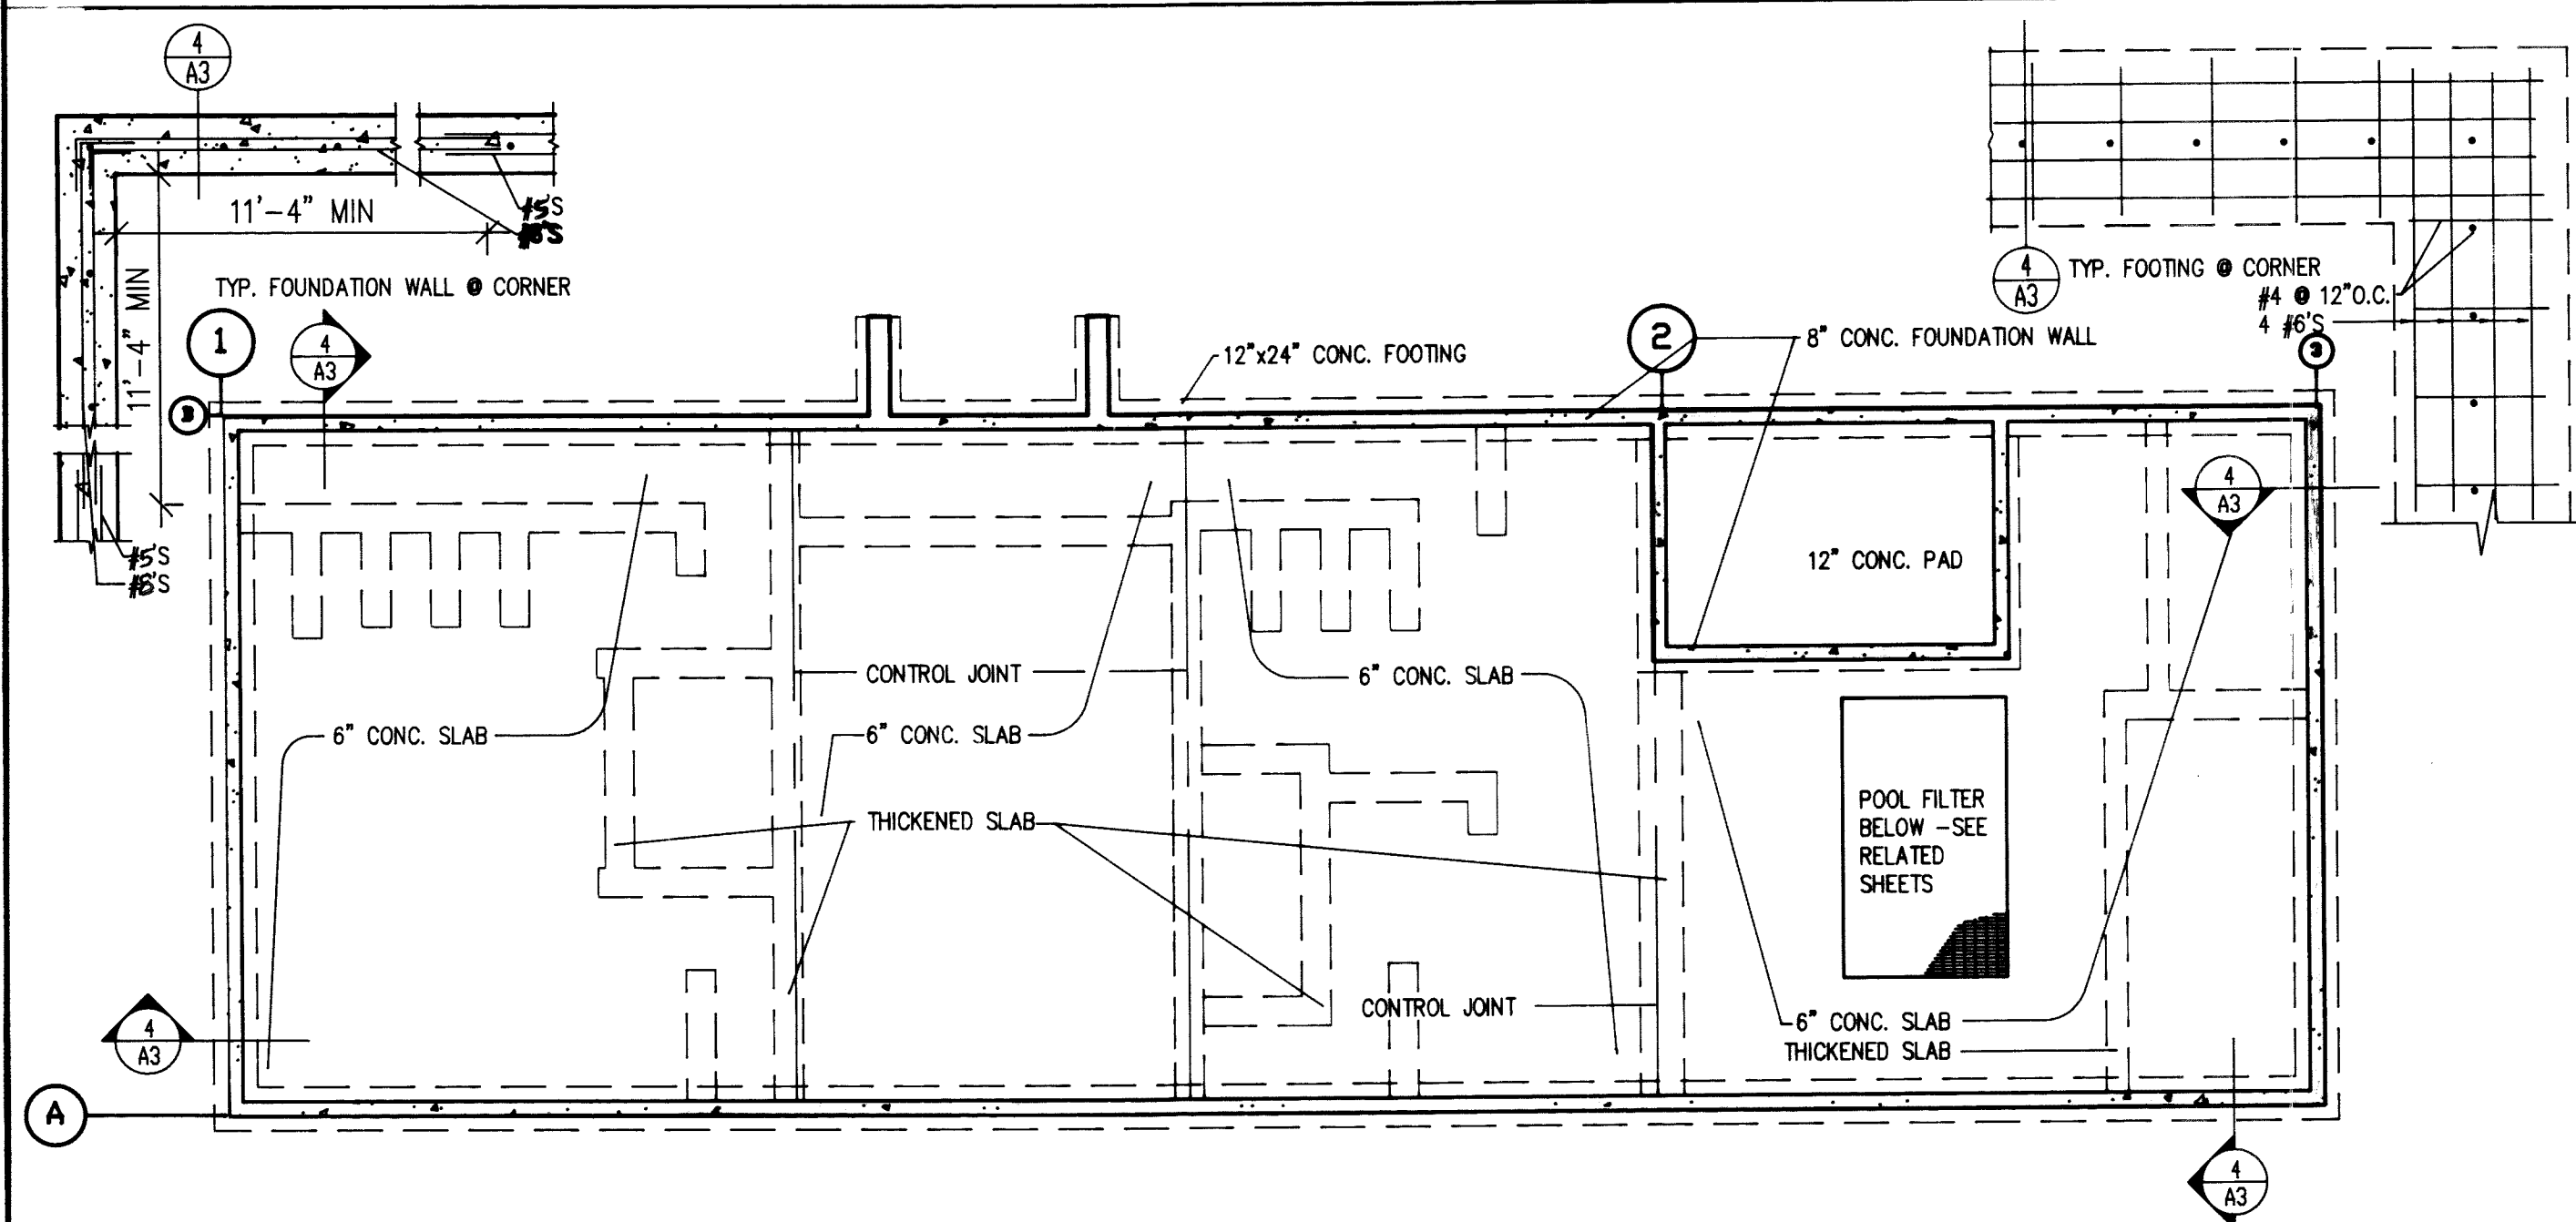 4
A3
11'-4" MIN
#5'S
#6'S
11'-4" MIN
TYP. FOUNDATION WALL @ CORNER
#5'S
#6'S
4
A3
TYP. FOOTING @ CORNER
#4 @ 12"O.C.
4 #6'S
1
4
A3
B
12"x24" CONC. FOOTING
2
8" CONC. FOUNDATION WALL
3
4
A3
12" CONC. PAD
CONTROL JOINT
6" CONC. SLAB
6" CONC. SLAB
6" CONC. SLAB
THICKENED SLAB
POOL FILTER
BELOW -SEE
RELATED
SHEETS
CONTROL JOINT
6" CONC. SLAB
THICKENED SLAB
4
A3
A
4
A3